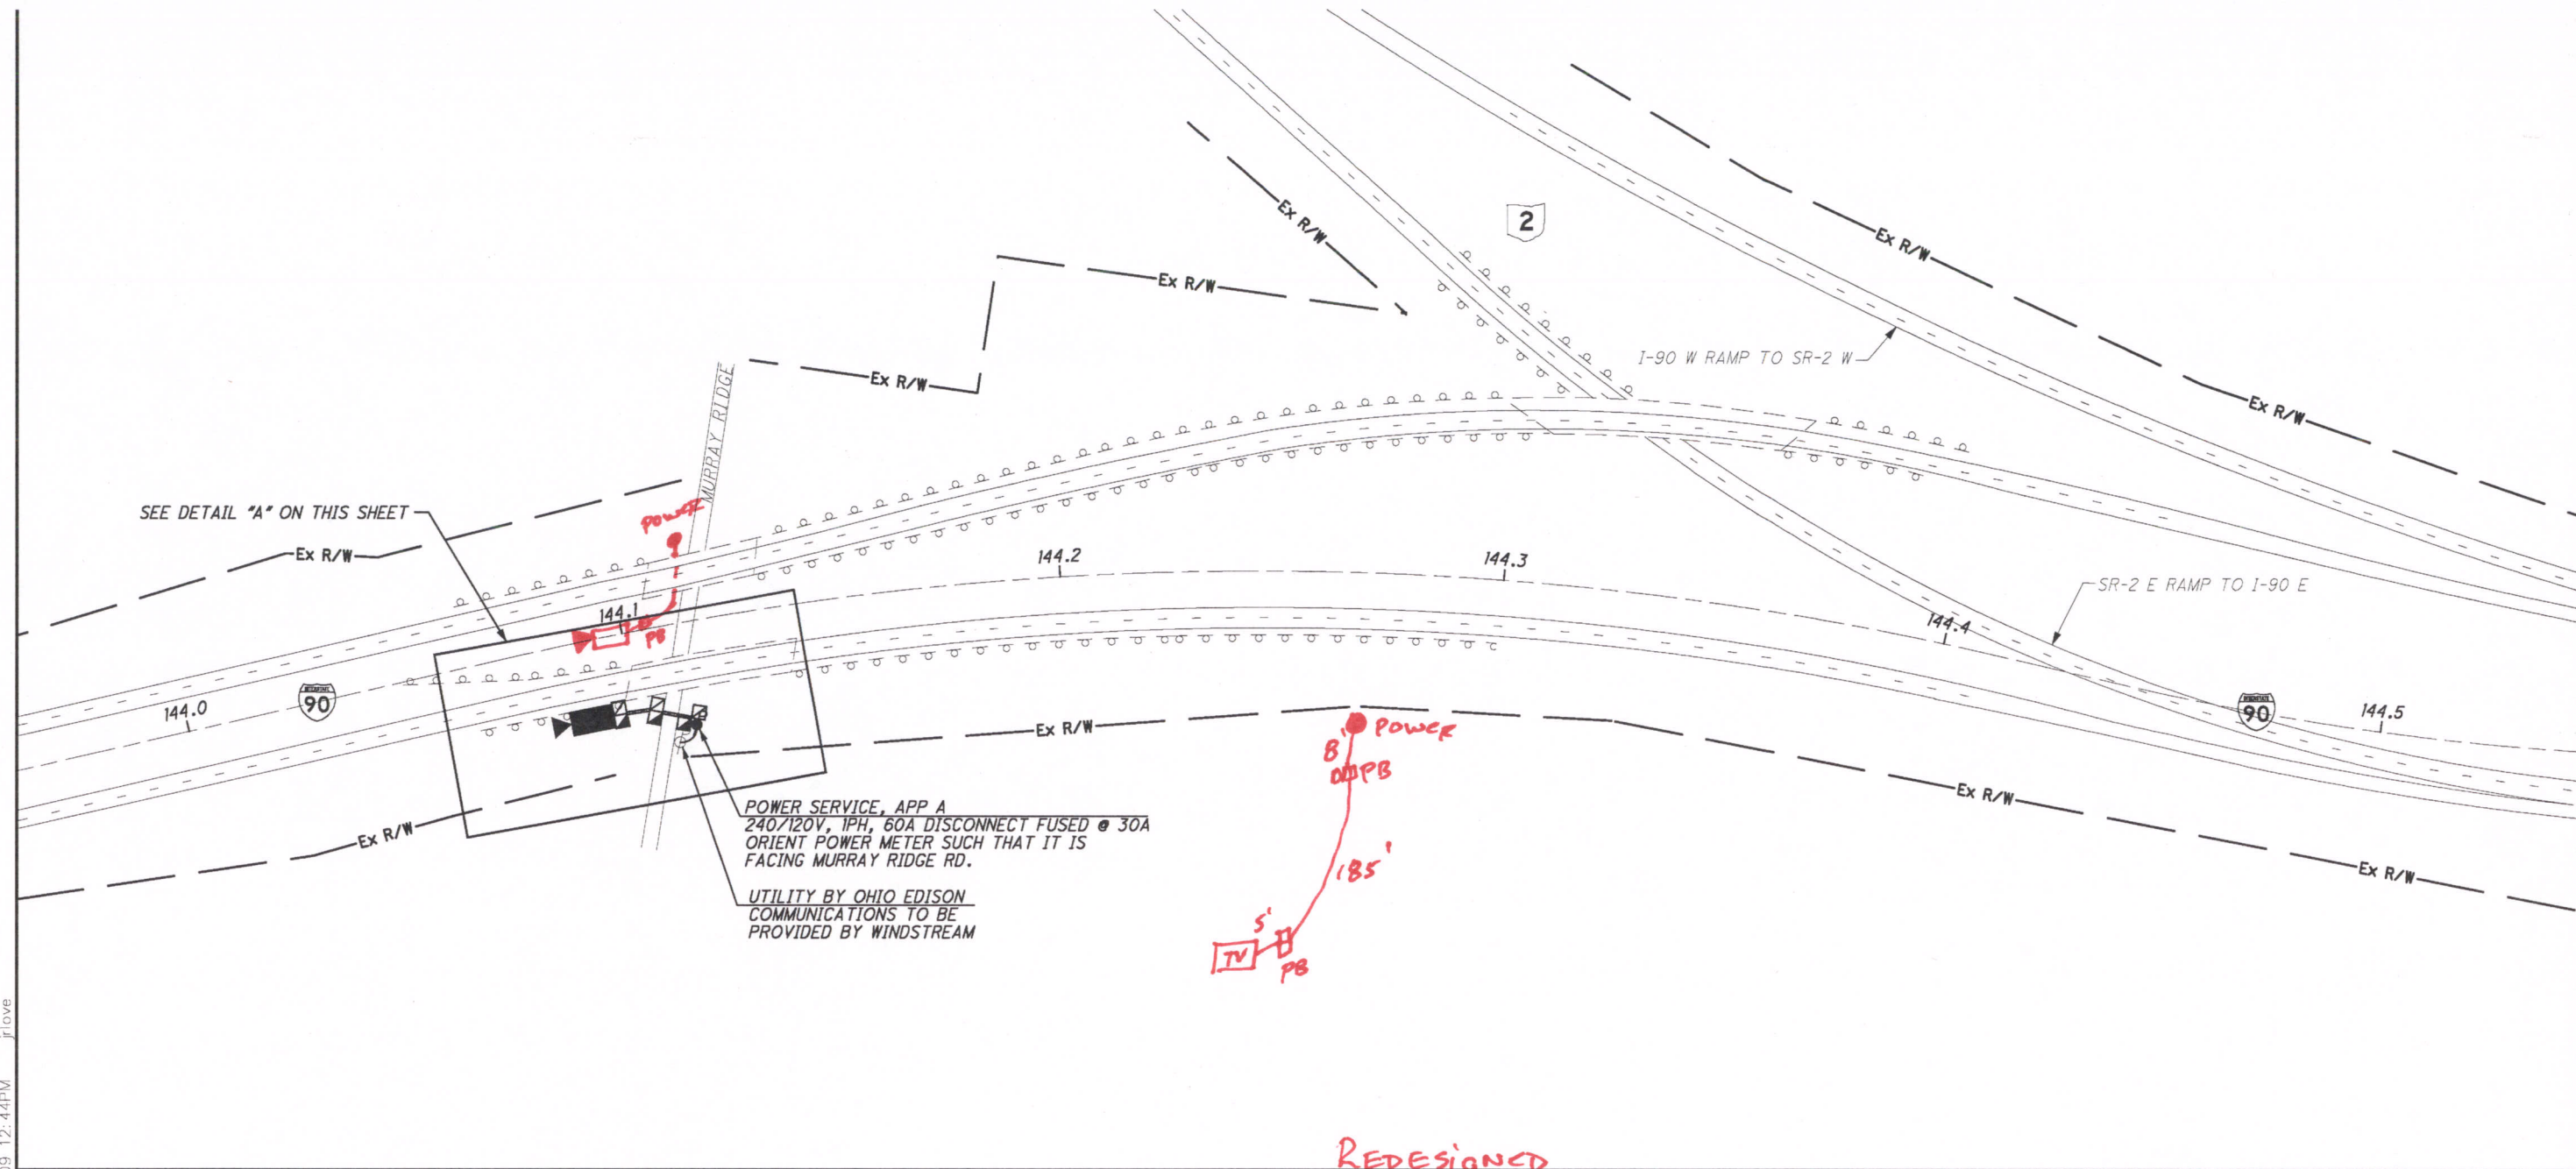 2
Ex R/W
Ex R/W
Ex R/W
I-90 W RAMP TO SR-2 W
Ex R/W
MURRAY RIDGE
Ex R/W
SEE DETAIL "A" ON THIS SHEET
POWER
Ex R/W
144.2
144.3
SR-2 E RAMP TO I-90 E
144.1
PB
144.4
90
144.0
90
144.5
Ex R/W
POWER
8'
PB
Ex R/W
POWER SERVICE, APP A
240/120V, 1PH, 60A DISCONNECT FUSED @ 30A
ORIENT POWER METER SUCH THAT IT IS
FACING MURRAY RIDGE RD.
Ex R/W
185'
Ex R/W
UTILITY BY OHIO EDISON
COMMUNICATIONS TO BE
PROVIDED BY WINDSTREAM
5'
TV
PB
jrlove
09 12:44PM
REDESIGNED